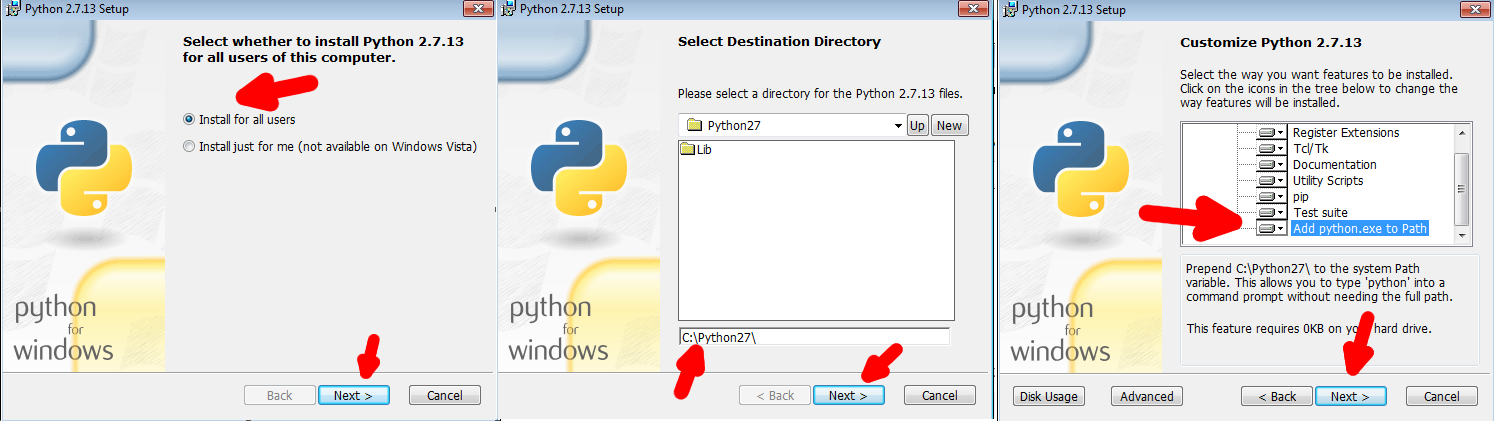 Python 2.7.13 Setup
Select whether to install Python 2.7.13
for all users of this computer.
Install for all users
Install just for me (not available on Windows Vista)
python
for
windows
Back
Next >
Cancel
Python 2.7.13 Setup
Select Destination Directory
Please select a directory for the Python 2.7.13 files.
Python27
Up
New
Lib
C:\Python27\
python
for
windows
< Back
Next >
Cancel
Python 2.7.13 Setup
Customize Python 2.7.13
Select the way you want features to be installed.
Click on the icons in the tree below to change the
way features will be installed.
Register Extensions
Tcl/Tk
Documentation
Utility Scripts
pip
Test suite
Add python.exe to Path
Prepend C:\Python27\ to the system Path
variable. This allows you to type 'python' into a
command prompt without needing the full path.
This feature requires 0KB on your hard drive.
python
for
windows
Disk Usage
Advanced
< Back
Next >
Cancel